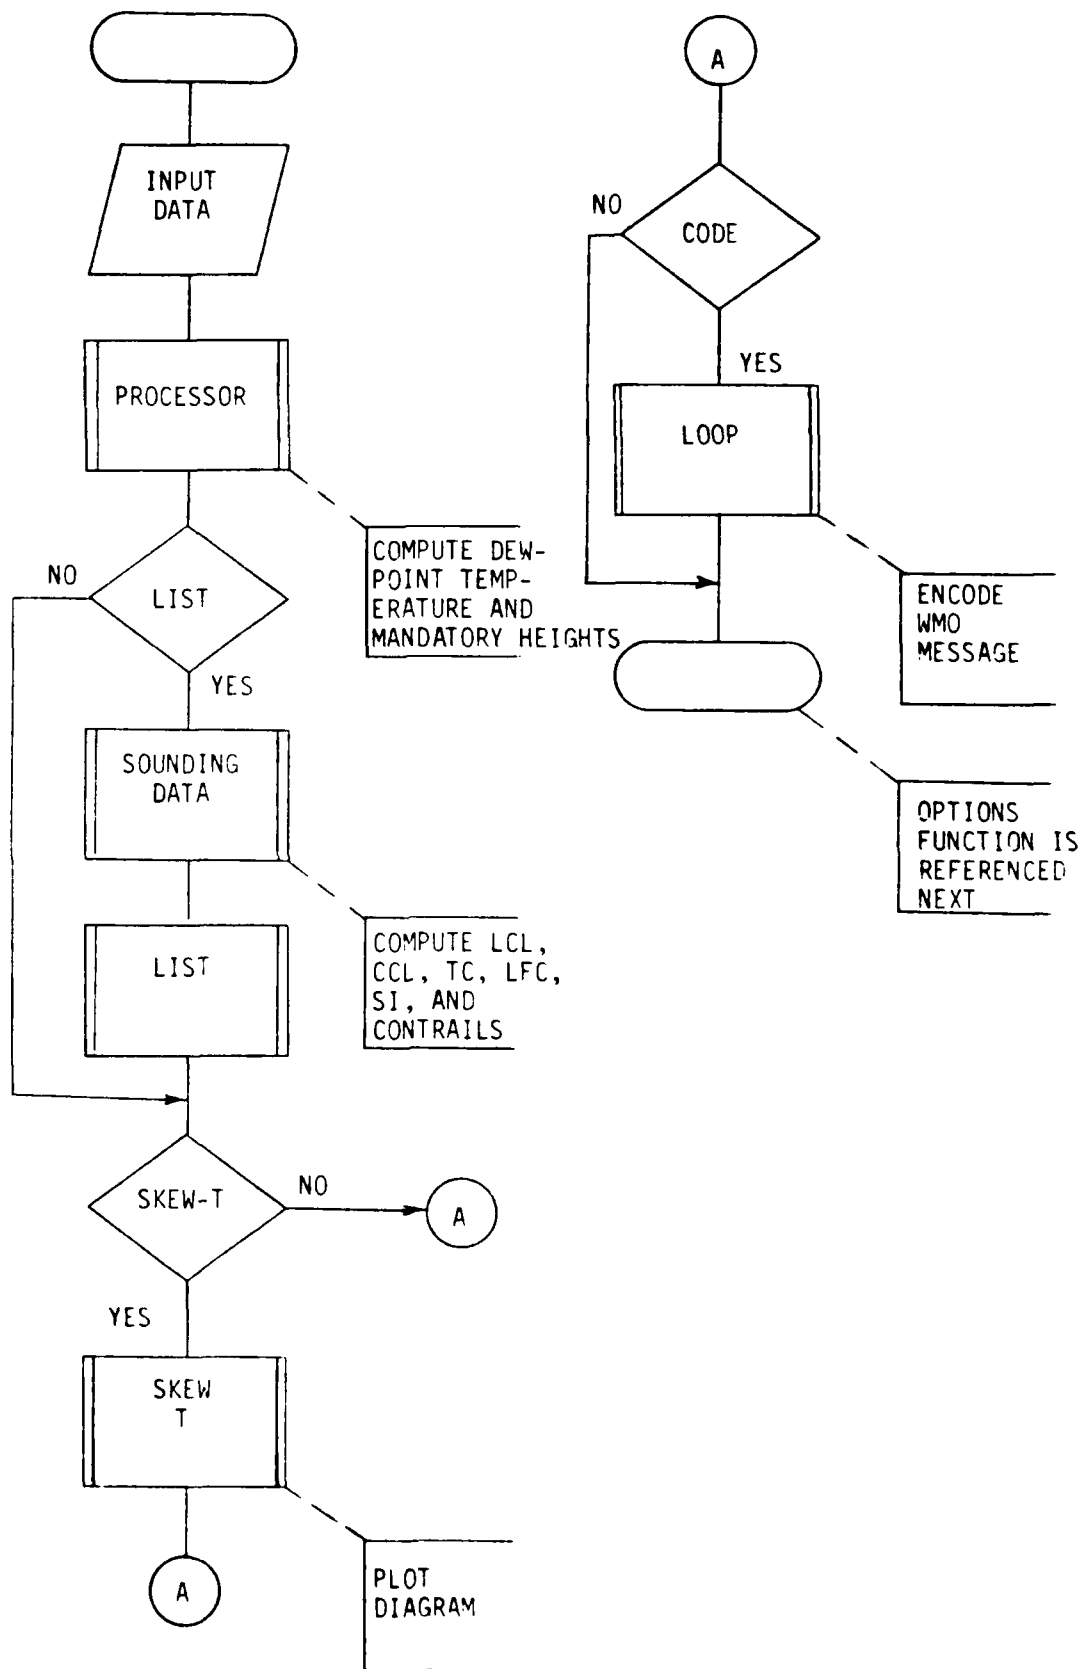 INPUT
DATA
PROCESSOR
COMPUTE DEW-
POINT TEMP-
ERATURE AND
MANDATORY HEIGHTS
NO
LIST
YES
SOUNDING
DATA
COMPUTE LCL,
CCL, TC, LFC,
SI, AND
CONTRAILS
LIST
SKEW-T
NO
A
YES
SKEW
T
PLOT
DIAGRAM
A
A
NO
CODE
YES
LOOP
ENCODE
WMO
MESSAGE
OPTIONS
FUNCTION IS
REFERENCED
NEXT